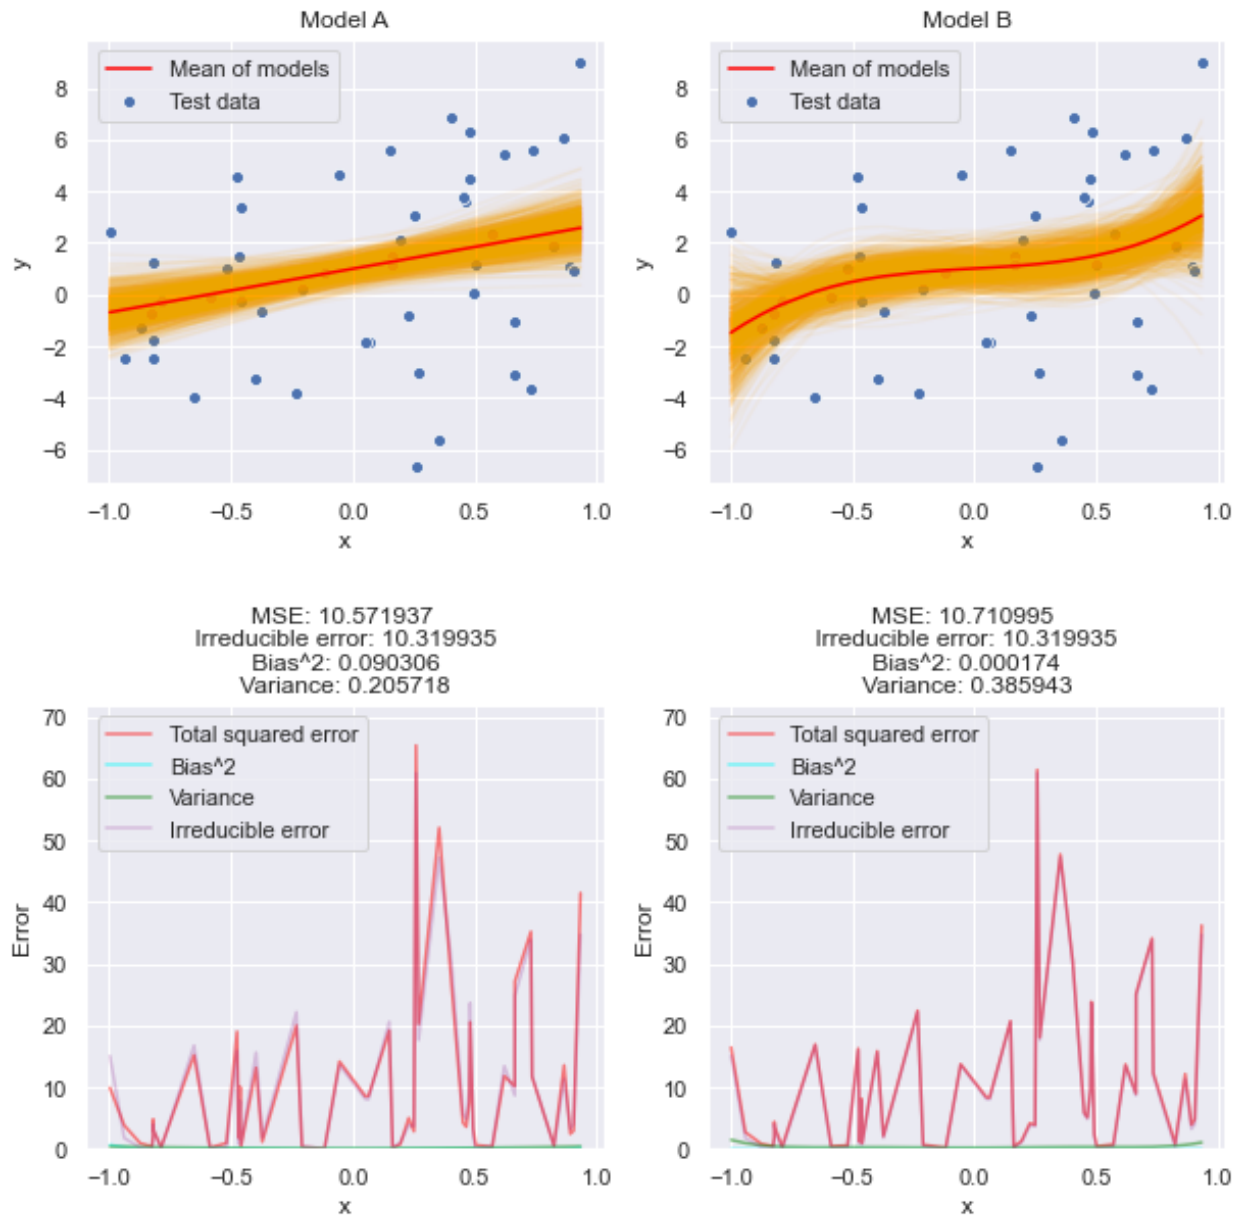 Model A
Mean of models
Test data
y
8
6
4
2
0
−2
−4
−6
−1.0 −0.5 0.0 0.5 1.0
x
Model B
Mean of models
Test data
y
8
6
4
2
0
−2
−4
−6
−1.0 −0.5 0.0 0.5 1.0
x
MSE: 10.571937
Irreducible error: 10.319935
Bias^2: 0.090306
Variance: 0.205718
Total squared error
Bias^2
Variance
Irreducible error
Error
70
60
50
40
30
20
10
0
−1.0 −0.5 0.0 0.5 1.0
x
MSE: 10.710995
Irreducible error: 10.319935
Bias^2: 0.000174
Variance: 0.385943
Total squared error
Bias^2
Variance
Irreducible error
Error
70
60
50
40
30
20
10
0
−1.0 −0.5 0.0 0.5 1.0
x